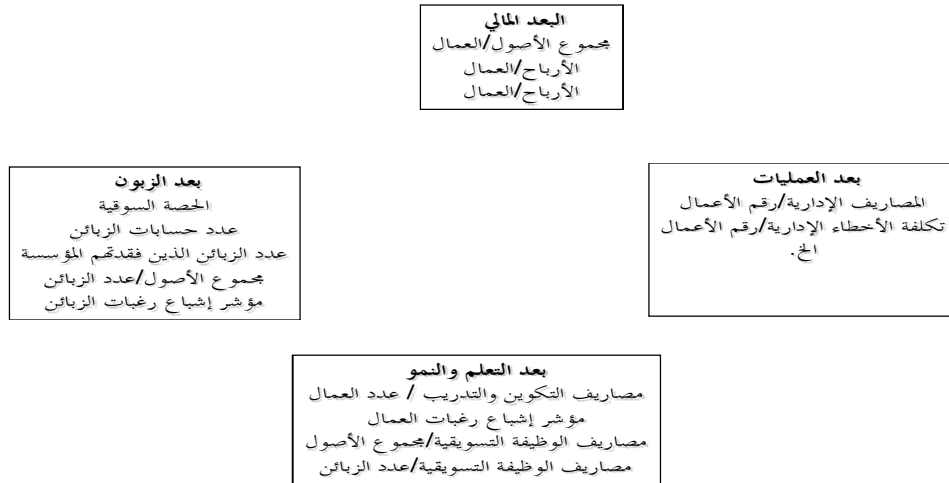 البعد المالي
مجموع الأصول/العمال
الأرباح/العمال
الأرباح/العمال
بعد العمليات
المصاريف الإدارية/رقم الأعمال
تكلفة الأخطاء الإدارية/رقم الأعمال
الخ.
بعد الزبون
الحصة السوقية
عدد حسابات الزبائن
عدد الزبائن الذين فقدتهم المؤسسة
مجموع الأصول/عدد الزبائن
مؤشر إشباع رغبات الزبائن
بعد التعلم والنمو
مصاريف التكوين والتدريب / عدد العمال
مؤشر إشباع رغبات العمال
مصاريف الوظيفة التسويقية/مجموع الأصول
مصاريف الوظيفة التسويقية/عدد الزبائن